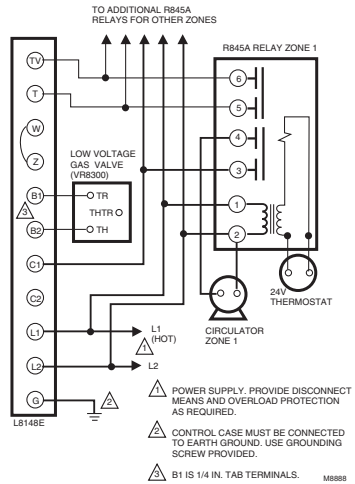 TO ADDITIONAL R845A
RELAYS FOR OTHER ZONES
R845A RELAY ZONE 1
TV
T
W
Z
B1
B2
C1
C2
L1
L2
G
3
L8148E
LOW VOLTAGE
GAS VALVE
(VR8300)
TR
THTR
TH
6
5
4
3
1
2
24V
THERMOSTAT
CIRCULATOR
ZONE 1
L1
(HOT)
1
L2
2
1 POWER SUPPLY. PROVIDE DISCONNECT
MEANS AND OVERLOAD PROTECTION
AS REQUIRED.
2 CONTROL CASE MUST BE CONNECTED
TO EARTH GROUND. USE GROUNDING
SCREW PROVIDED.
3 B1 IS 1/4 IN. TAB TERMINALS.
M8888